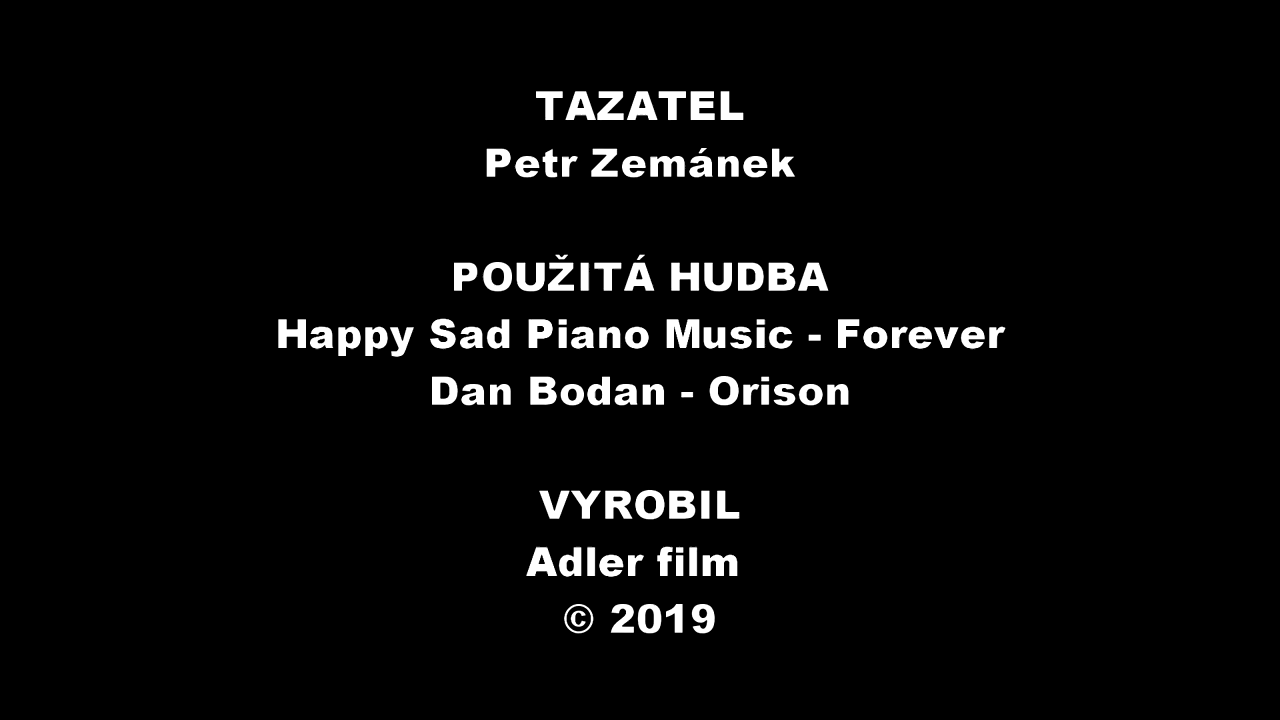 TAZATEL
Petr Zemánek
POUŽITÁ HUDBA
Happy Sad Piano Music - Forever
Dan Bodan - Orison
VYROBIL
Adler film
© 2019